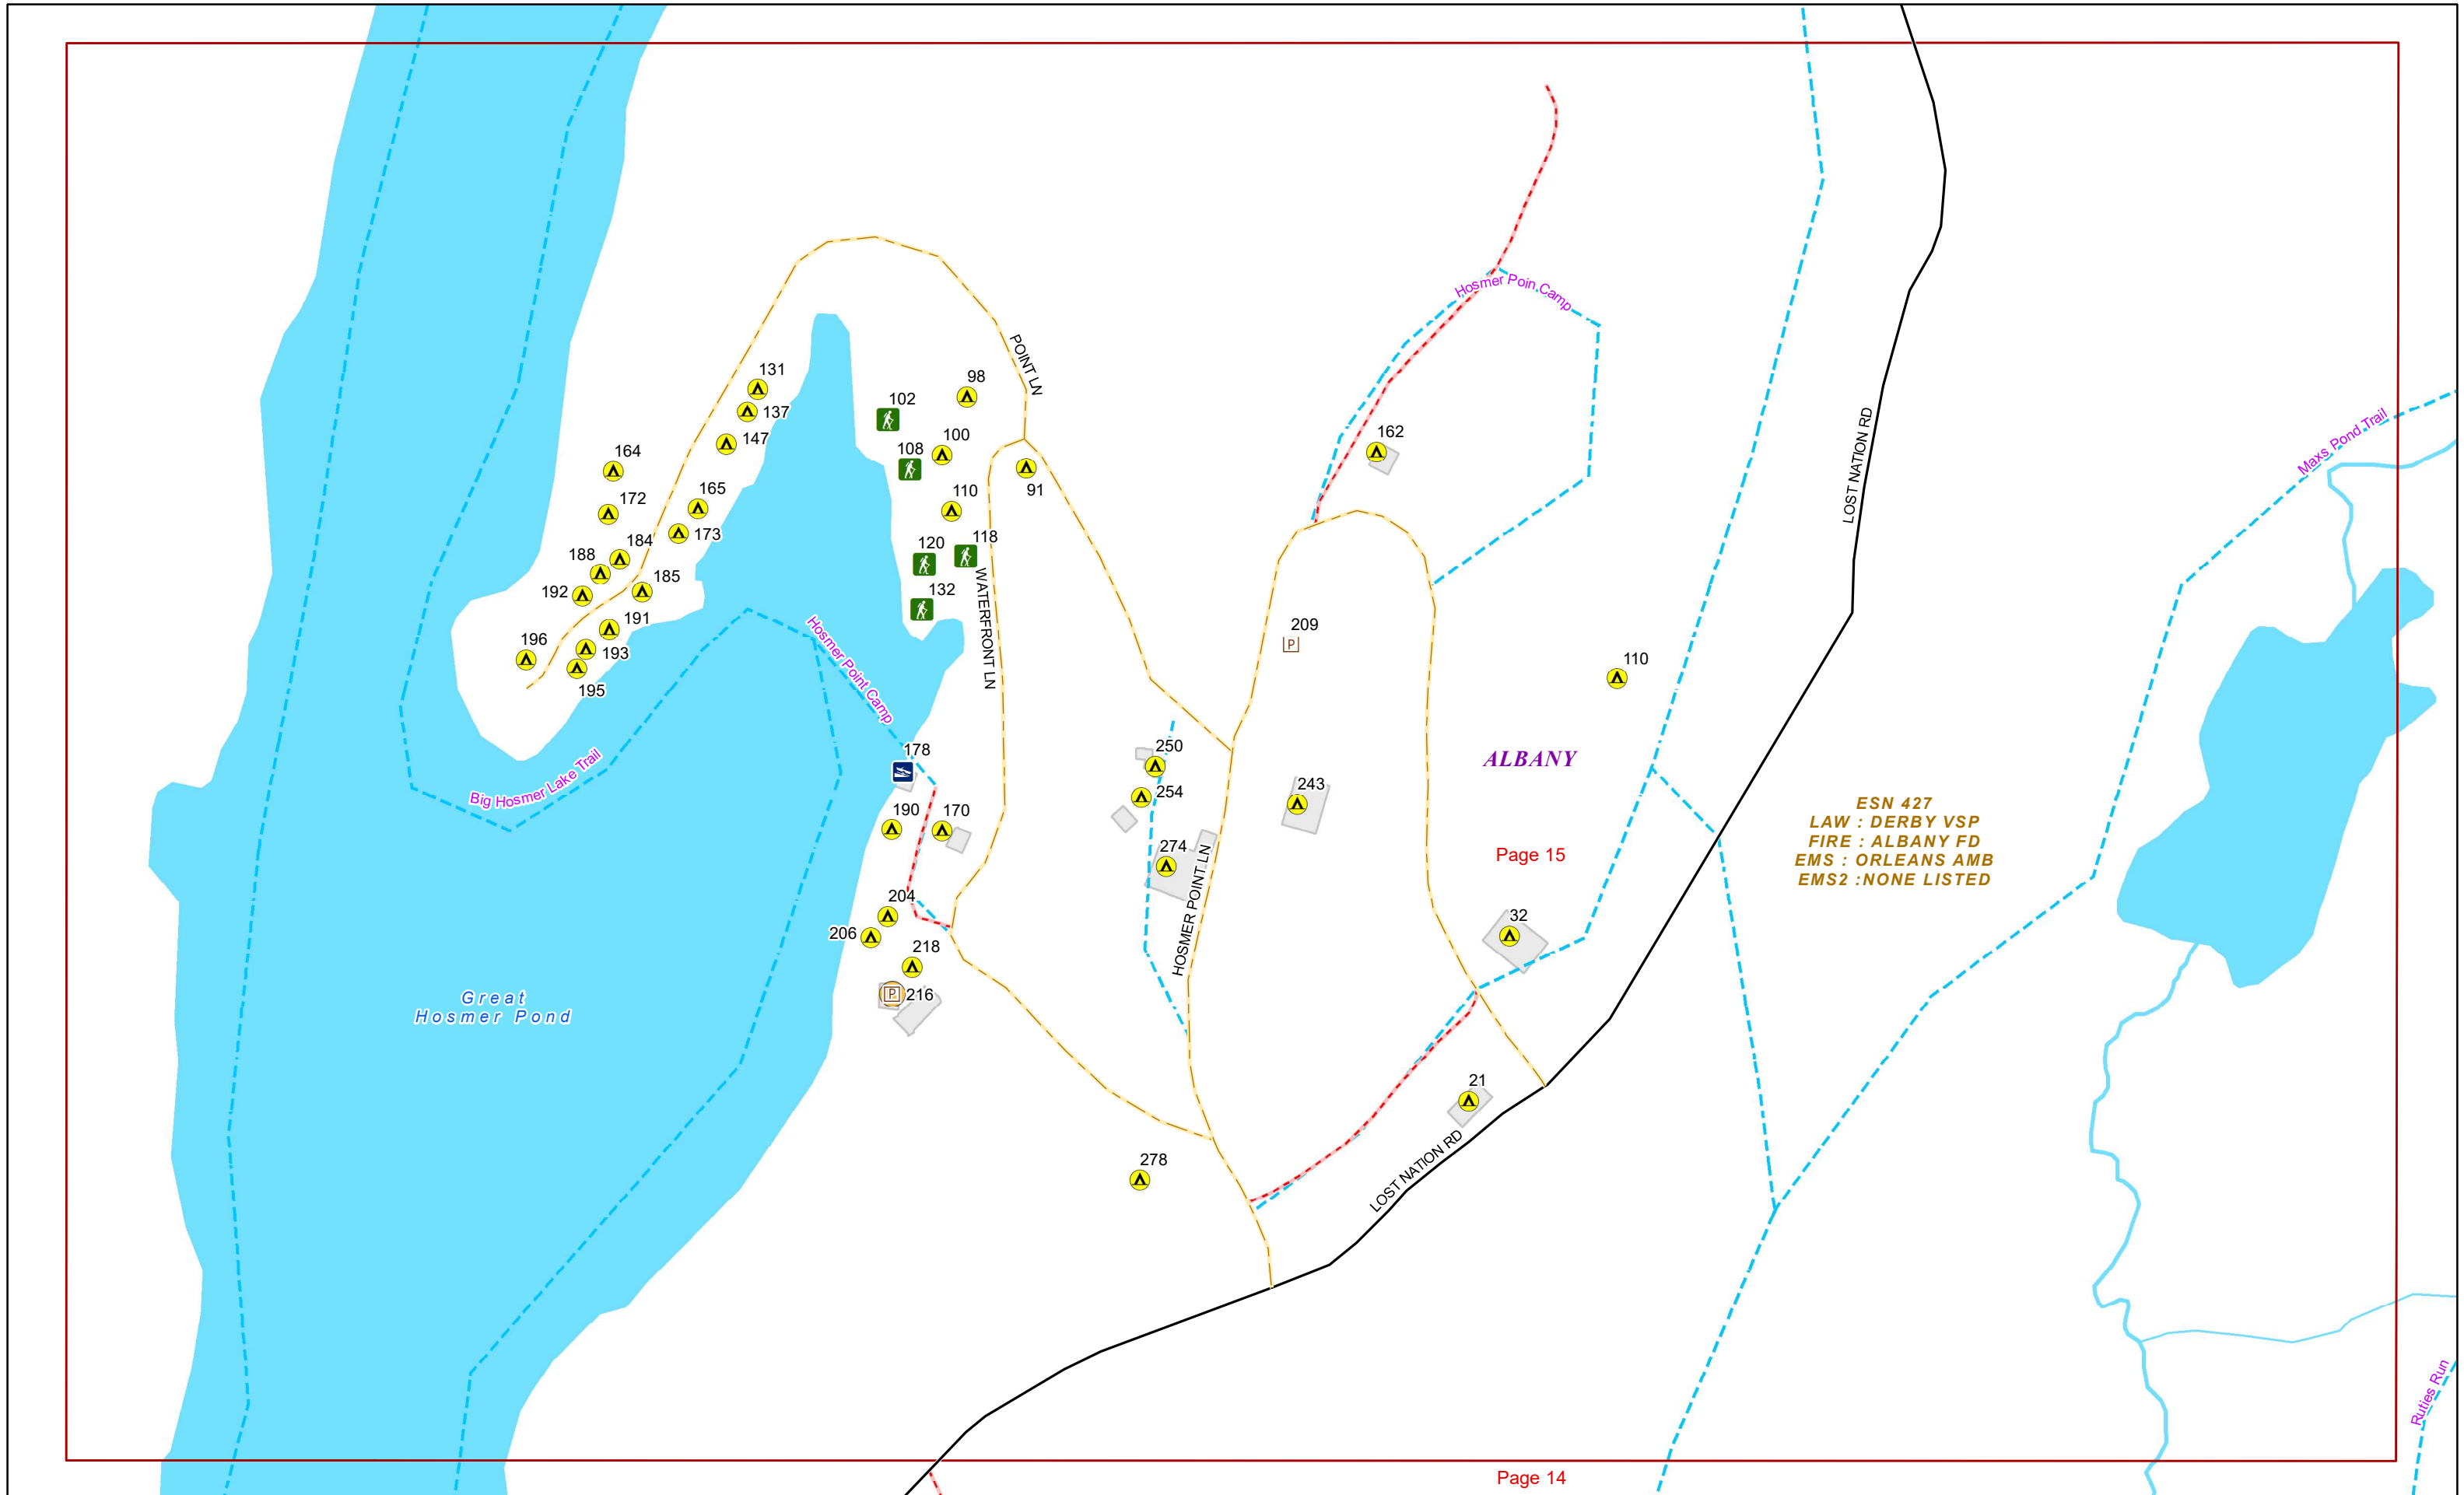 Hosmer Poin Camp
POINT LN
131
98
137
102
147
100
162
Maxs Pond Trail
LOST NATION RD
164
108
91
165
110
172
173
118
120
184
188
185
132
192
WATERFRONT LN
191
209
Hosmer Point Camp
196
193
110
195
178
250
ALBANY
Big Hosmer Lake Trail
254
243
ESN 427
LAW : DERBY VSP
FIRE : ALBANY FD
EMS : ORLEANS AMB
EMS2 :NONE LISTED
190
170
274
Page 15
HOSMER POINT LN
204
206
32
218
P
216
P
Great
Hosmer Pond
21
LOST NATION RD
278
Ruties Run
Page 14